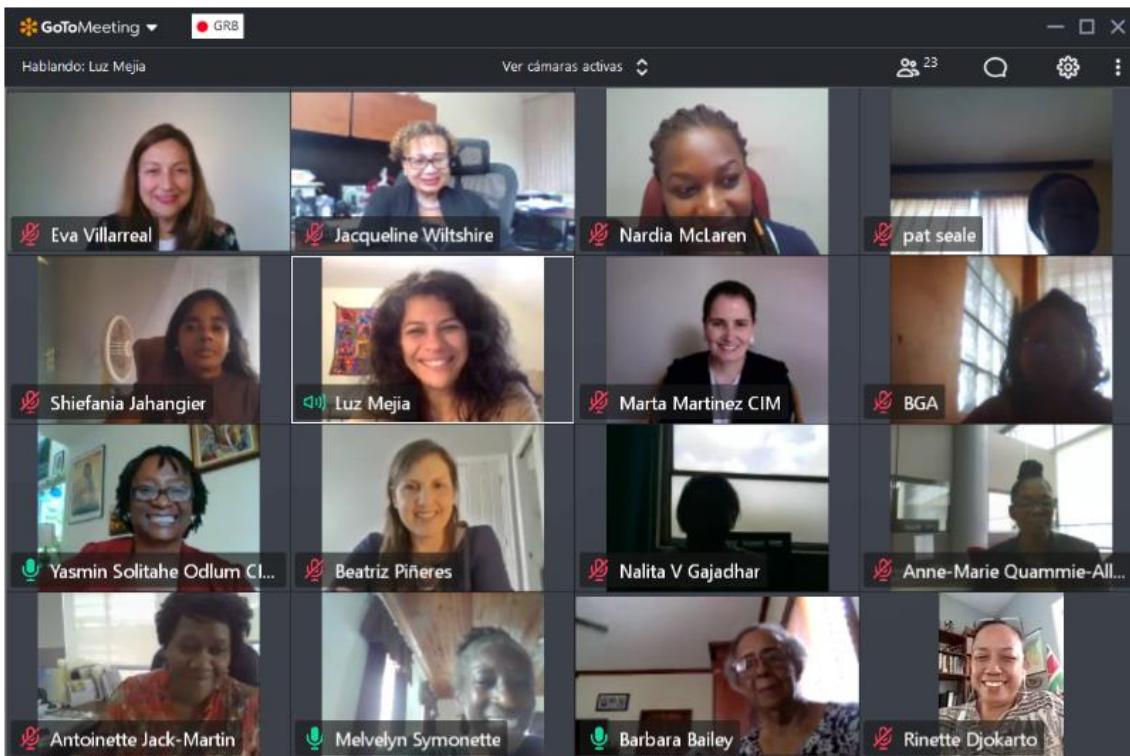 GoToMeeting
GRB
Hablando: Luz Mejia
Ver cámaras activas
23
Eva Villarreal
Jacqueline Wiltshire
Nardia McLaren
pat seale
Shiefania Jahangier
Luz Mejia
Marta Martinez CIM
BGA
Yasmin Solitahe Odlum CI...
Beatriz Piñeres
Nalita V Gajadhar
Anne-Marie Quammie-All...
Antoinette Jack-Martin
Melvelyn Symonette
Barbara Bailey
Rinette Djokarto